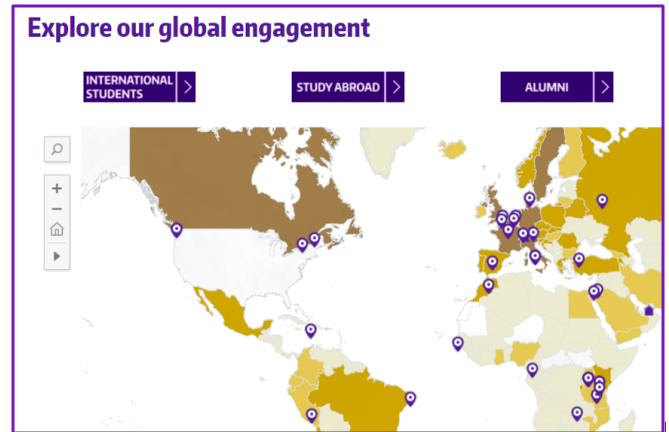 Explore our global engagement
INTERNATIONAL
STUDENTS
STUDY ABROAD
ALUMNI